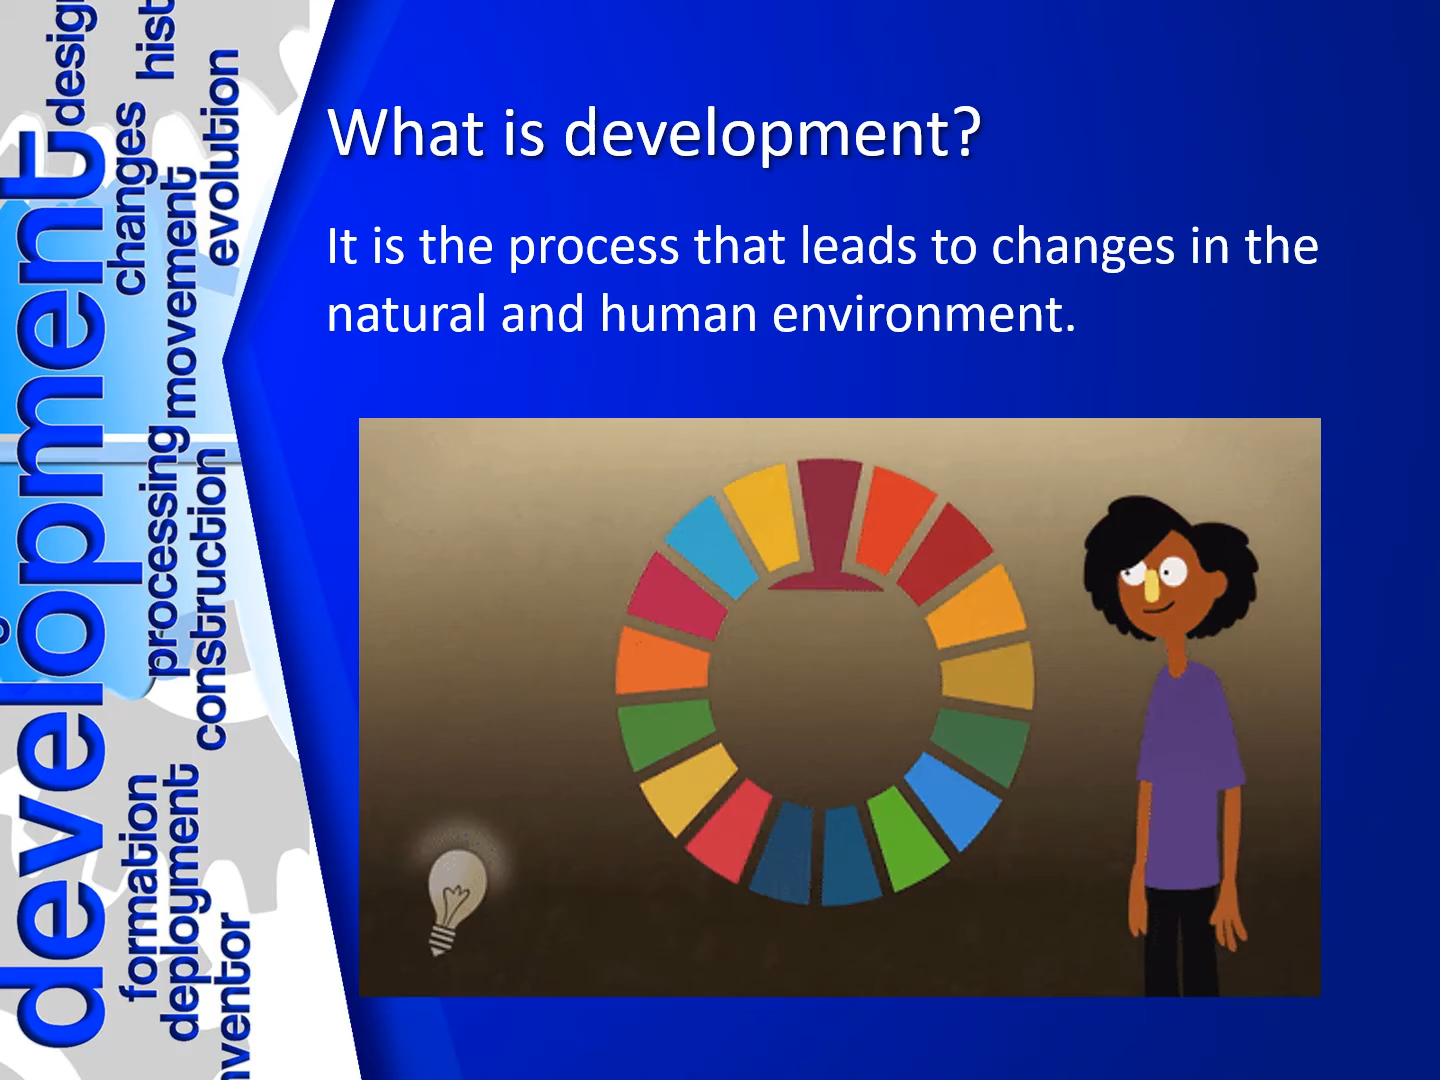 What is development?
It is the process that leads to changes in the
natural and human environment.
development
changes
movement
evolution
processing
construction
formation
deployment